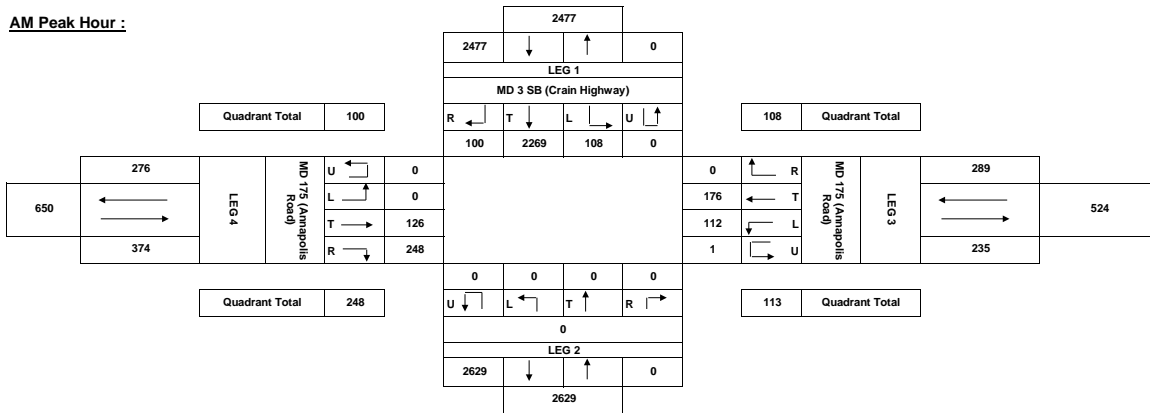 AM Peak Hour :
2477
2477 0
LEG 1
MD 3 SB (Crain Highway)
Quadrant Total 100
R T L U
108 Quadrant Total
100 2269 108 0
276
U 0
0 R
289
650
LEG 4
MD 175 (Annapolis Road)
L 0
176 T
MD 175 (Annapolis Road)
LEG 3
524
T 126
112 L
374
R 248
1 U
235
0 0 0 0
Quadrant Total 248
U L T R
113 Quadrant Total
0
LEG 2
2629 0
2629